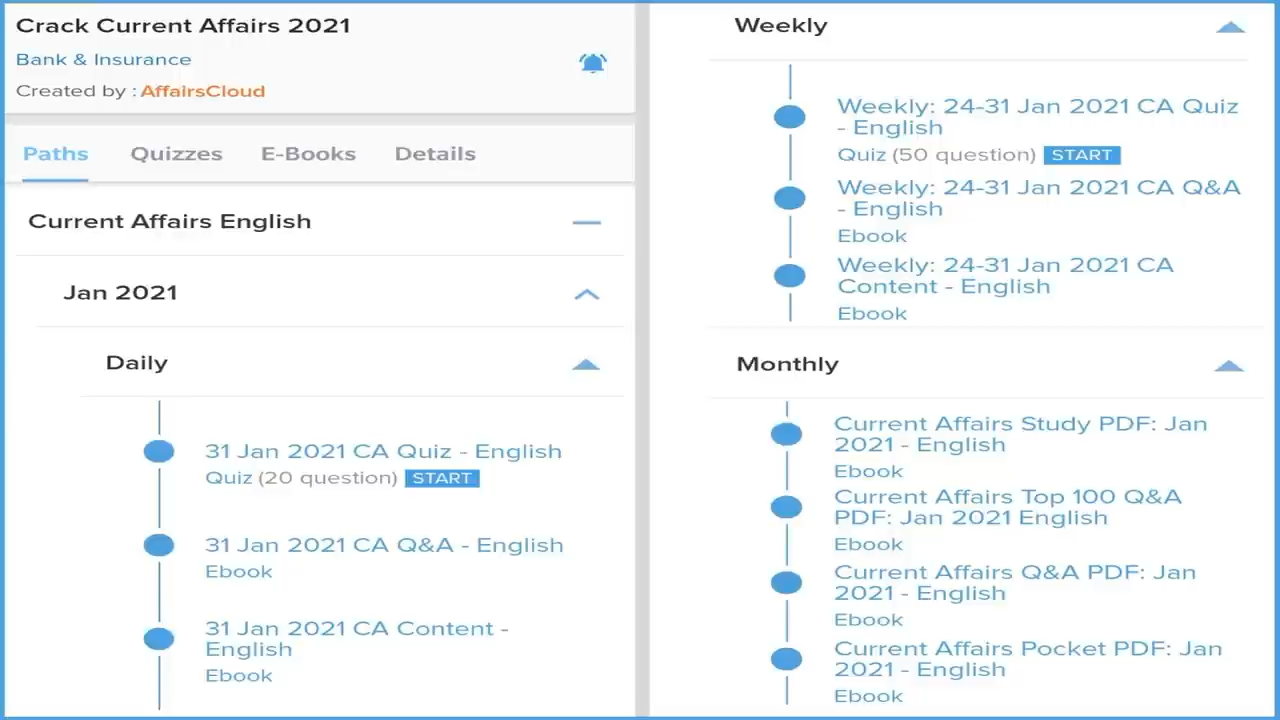 Crack Current Affairs 2021
Bank & Insurance
Created by : AffairsCloud
Paths Quizzes E-Books Details
Current Affairs English
Jan 2021
Daily
31 Jan 2021 CA Quiz - English
Quiz (20 question) START
31 Jan 2021 CA Q&A - English
Ebook
31 Jan 2021 CA Content -
English
Ebook
Weekly
Weekly: 24-31 Jan 2021 CA Quiz
- English
Quiz (50 question) START
Weekly: 24-31 Jan 2021 CA Q&A
- English
Ebook
Weekly: 24-31 Jan 2021 CA
Content - English
Ebook
Monthly
Current Affairs Study PDF: Jan
2021 - English
Ebook
Current Affairs Top 100 Q&A
PDF: Jan 2021 English
Ebook
Current Affairs Q&A PDF: Jan
2021 - English
Ebook
Current Affairs Pocket PDF: Jan
2021 - English
Ebook